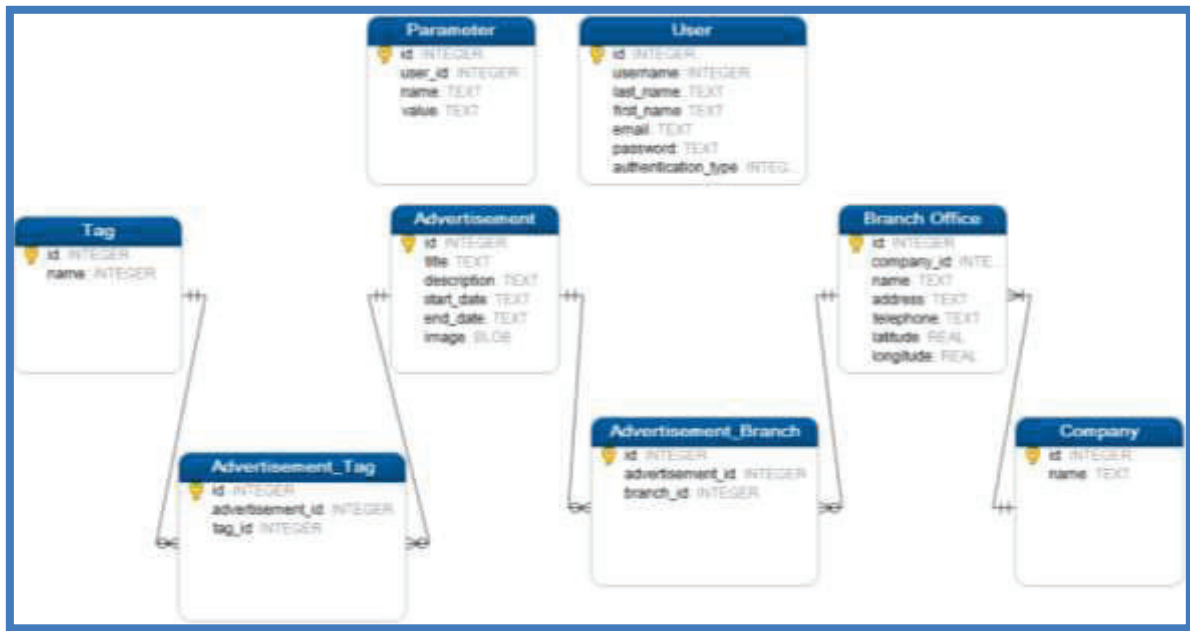 Parameter
id INTEGER
user_id INTEGER
name TEXT
value TEXT
User
id INTEGER
username INTEGER
last_name TEXT
first_name TEXT
email TEXT
password TEXT
authentication_type INTEG...
Tag
id INTEGER
name INTEGER
Advertisement
id INTEGER
title TEXT
description TEXT
start_date TEXT
end_date TEXT
image BLOB
Branch Office
id INTEGER
company_id INTE...
name TEXT
address TEXT
telephone TEXT
latitude REAL
longitude REAL
Advertisement_Tag
id INTEGER
advertisement_id INTEGER
tag_id INTEGER
Advertisement_Branch
id INTEGER
advertisement_id INTEGER
branch_id INTEGER
Company
id INTEGER
name TEXT